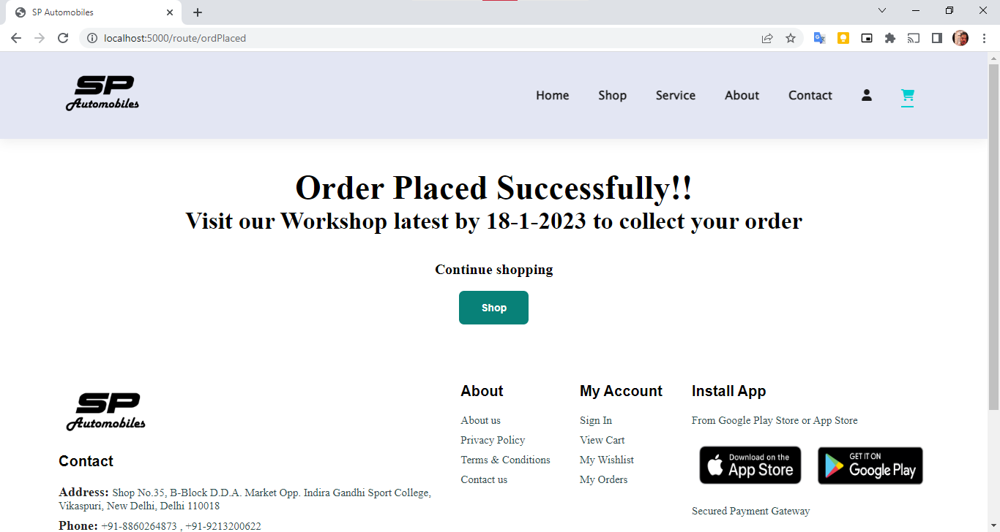 SP Automobiles
localhost:5000/route/ordPlaced
SP
Automobiles
Home Shop Service About Contact
Order Placed Successfully!!
Visit our Workshop latest by 18-1-2023 to collect your order
Continue shopping
Shop
SP
Automobiles
Contact
Address: Shop No.35, B-Block D.D.A. Market Opp. Indira Gandhi Sport College,
Vikaspuri, New Delhi, Delhi 110018
Phone: +91-8860264873 , +91-9213200622
About
About us
Privacy Policy
Terms & Conditions
Contact us
My Account
Sign In
View Cart
My Wishlist
My Orders
Install App
From Google Play Store or App Store
Download on the
App Store
GET IT ON
Google Play
Secured Payment Gateway